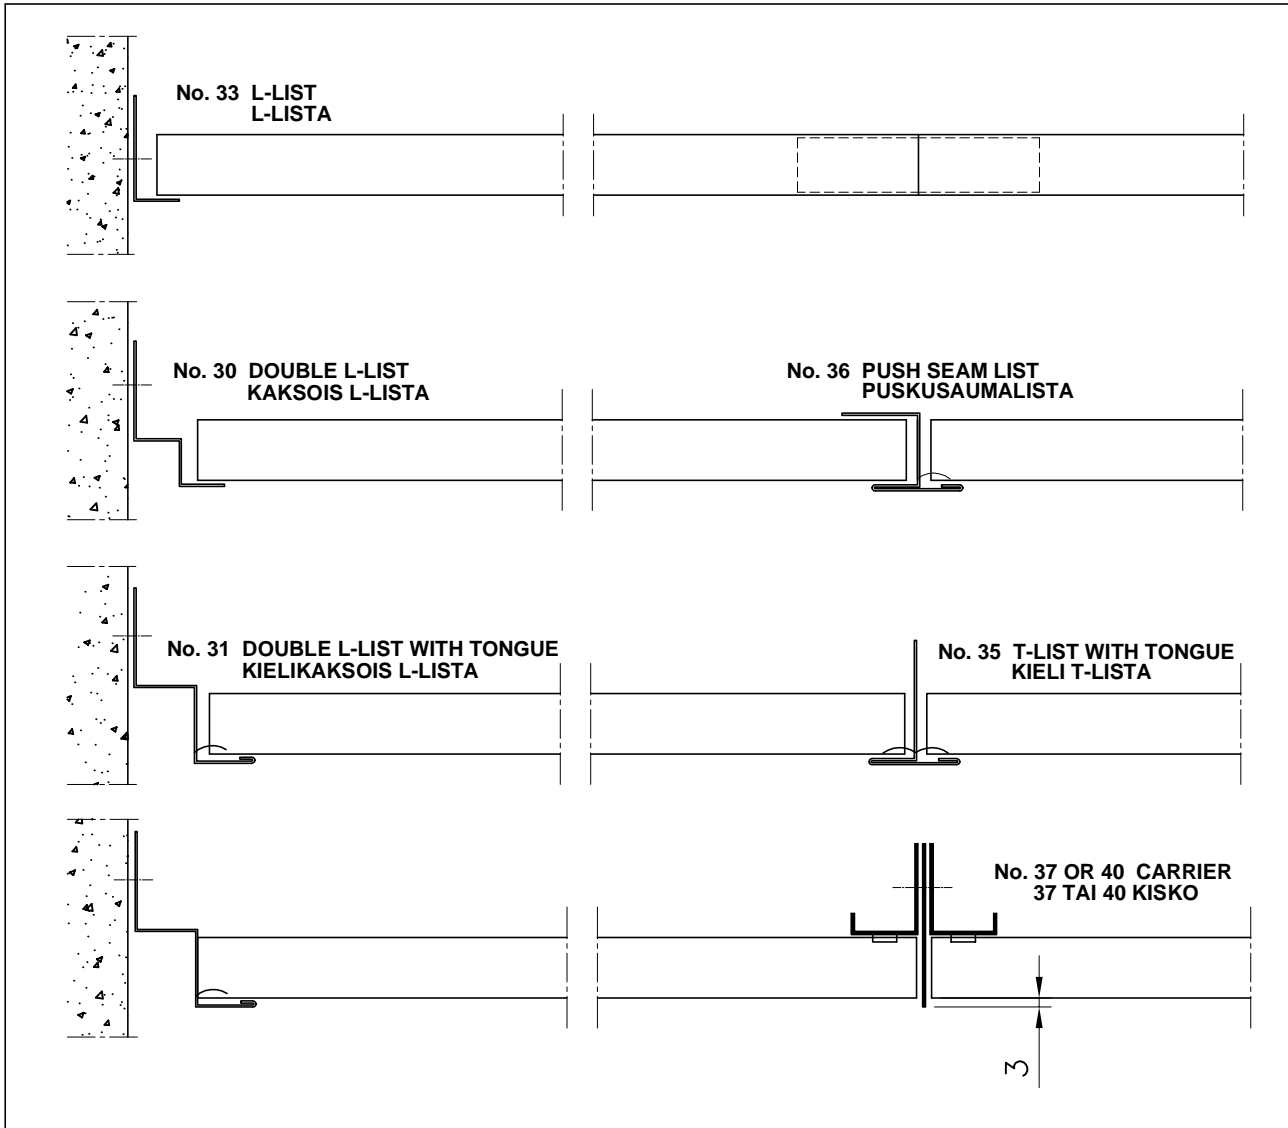 No. 33 L-LIST
L-LISTA
No. 30 DOUBLE L-LIST
KAKSOIS L-LISTA
No. 36 PUSH SEAM LIST
PUSKUSAUMALISTA
No. 31 DOUBLE L-LIST WITH TONGUE
KIELIKAKSOIS L-LISTA
No. 35 T-LIST WITH TONGUE
KIELI T-LISTA
No. 37 OR 40 CARRIER
37 TAI 40 KISKO
3